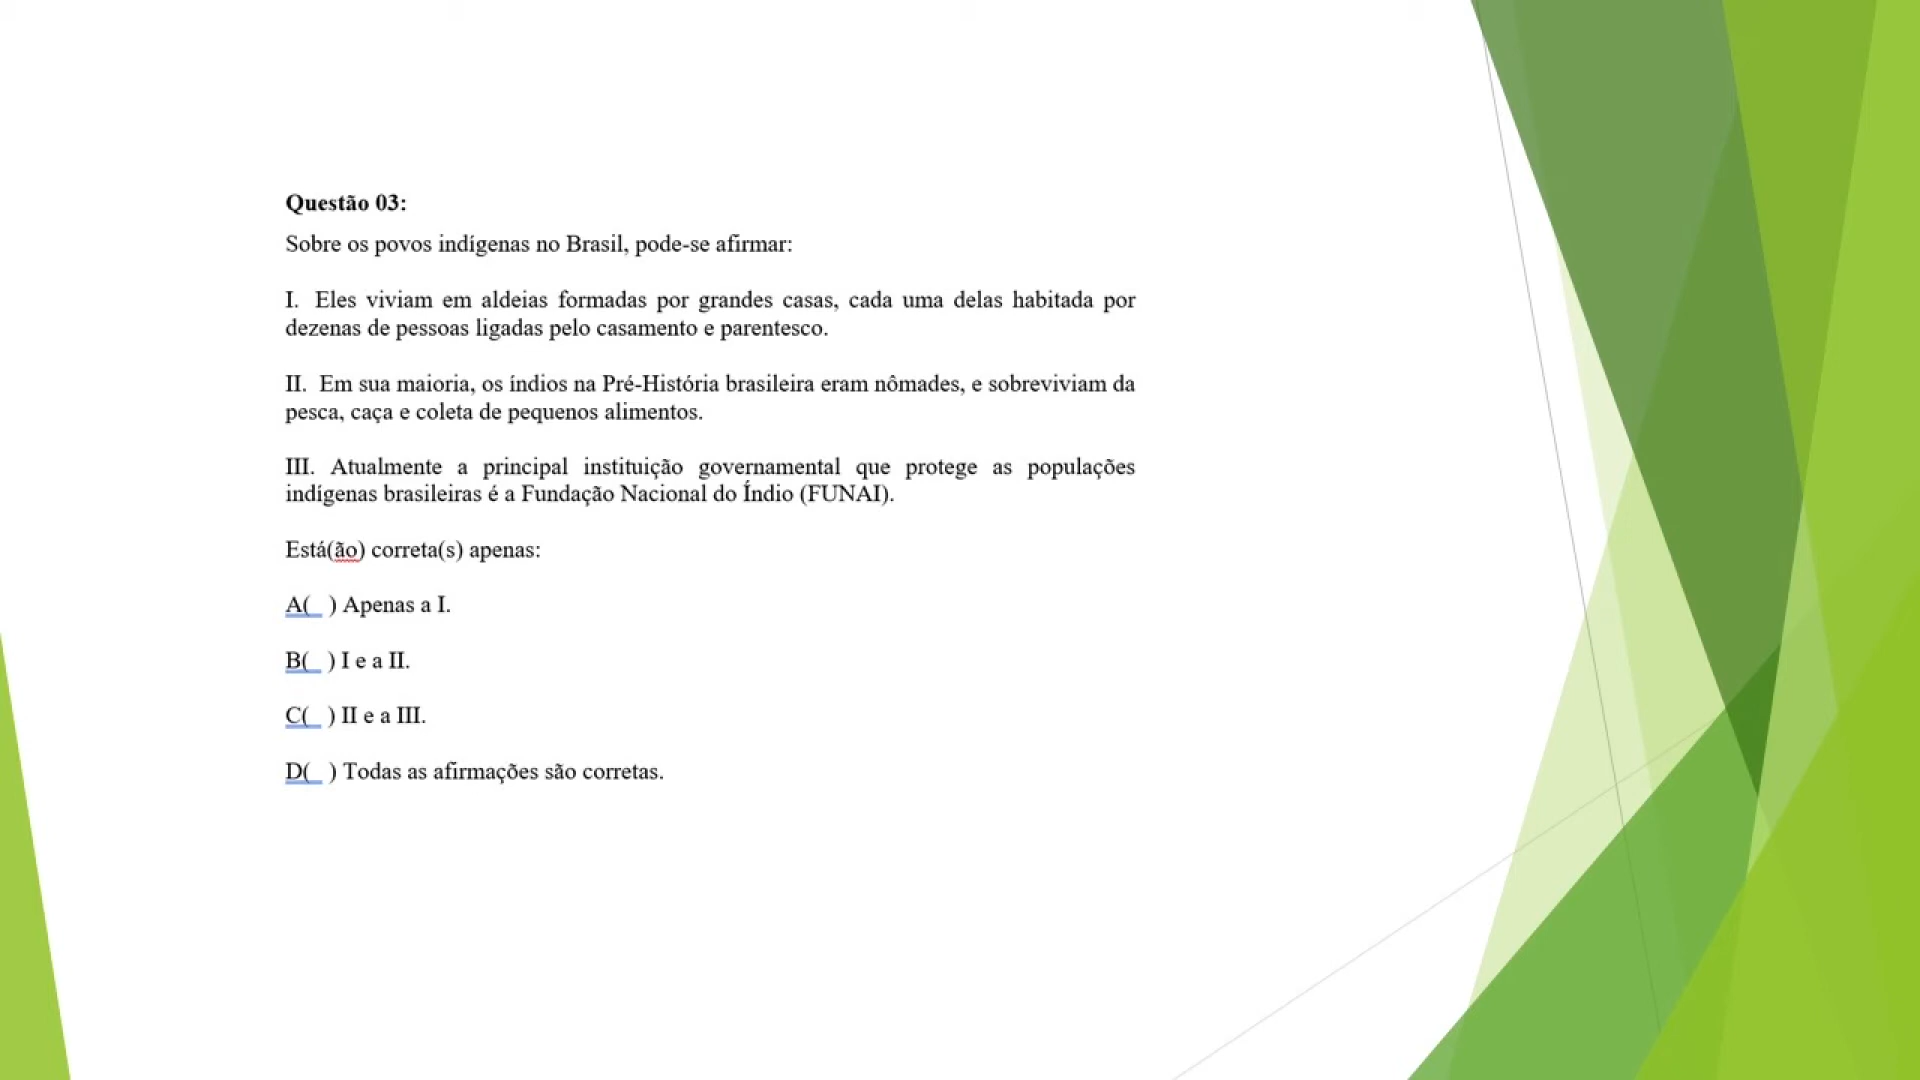 Questão 03:
Sobre os povos indígenas no Brasil, pode-se afirmar:
I. Eles viviam em aldeias formadas por grandes casas, cada uma delas habitada por
dezenas de pessoas ligadas pelo casamento e parentesco.
II. Em sua maioria, os índios na Pré-História brasileira eram nômades, e sobreviviam da
pesca, caça e coleta de pequenos alimentos.
III. Atualmente a principal instituição governamental que protege as populações
indígenas brasileiras é a Fundação Nacional do Índio (FUNAI).
Está(ão) correta(s) apenas:
A( ) Apenas a I.
B( ) I e a II.
C( ) II e a III.
D( ) Todas as afirmações são corretas.